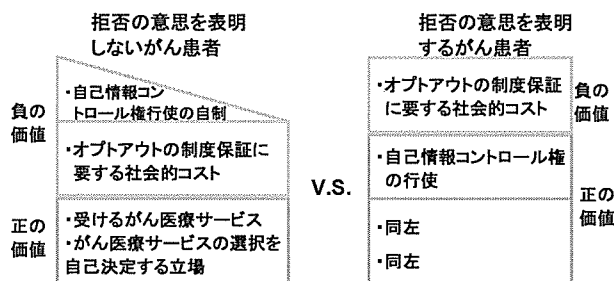 拒否の意思を表明
しないがん患者
負の
価値
・自己情報コン
トロール権行使の自制
・オプトアウトの制度保証に
要する社会的コスト
正の
価値
・受けるがん医療サービス
・がん医療サービスの選択を
自己決定する立場
V.S.
拒否の意思を表明
するがん患者
・オプトアウトの制度保証
に要する社会的コスト
負の
価値
・自己情報コントロール権
の行使
・同左
・同左
正の
価値